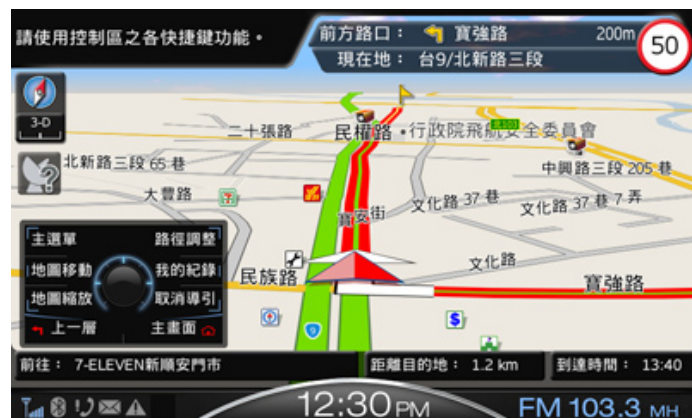 請使用控制區之各快捷鍵功能。
前方路口： 寶強路 200m
50
現在地： 台9/北新路三段
3-D
二十張路
民權路
行政院飛航安全委員會
北新路三段 65 巷
中興路三段 205 巷
大豐路
7
文化路 37 巷
文化路 37 巷 7 弄
寶安街
主選單 路徑調整
地圖移動 我的紀錄
地圖縮放 取消導引
上一層 主畫面
民族路
文化路
寶強路
9
$
前往： 7-ELEVEN新順安門市
距離目的地： 1.2 km
到達時間： 13:40
12:30 PM
FM 103.3 MH